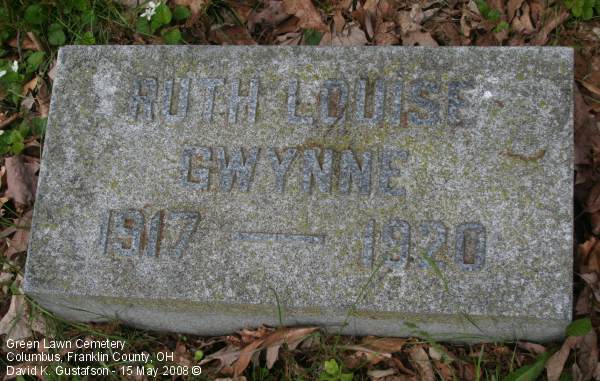 RUTH LOUISE
GWYNNE
1917 — 1920
Green Lawn Cemetery
Columbus, Franklin County, OH
David K. Gustafson - 15 May 2008 ©